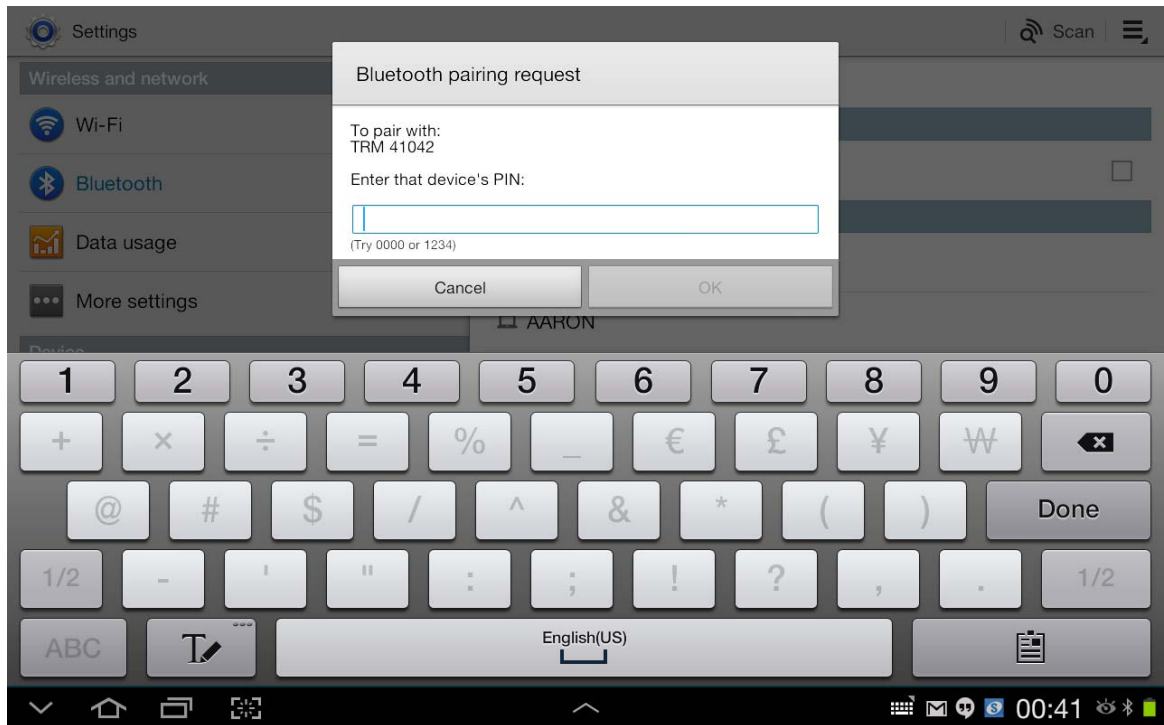 Settings
Scan
Wireless and network
Wi-Fi
Bluetooth
Data usage
More settings
Device
Bluetooth pairing request
To pair with:
TRM 41042
Enter that device's PIN:
(Try 0000 or 1234)
Cancel
OK
AARON
1 2 3 4 5 6 7 8 9 0
+ × ÷ = % _ € £ ¥ ₩
@ # $ / ^ & * ( ) Done
1/2 - ' " : ; ! ? , . 1/2
ABC T English(US)
00:41